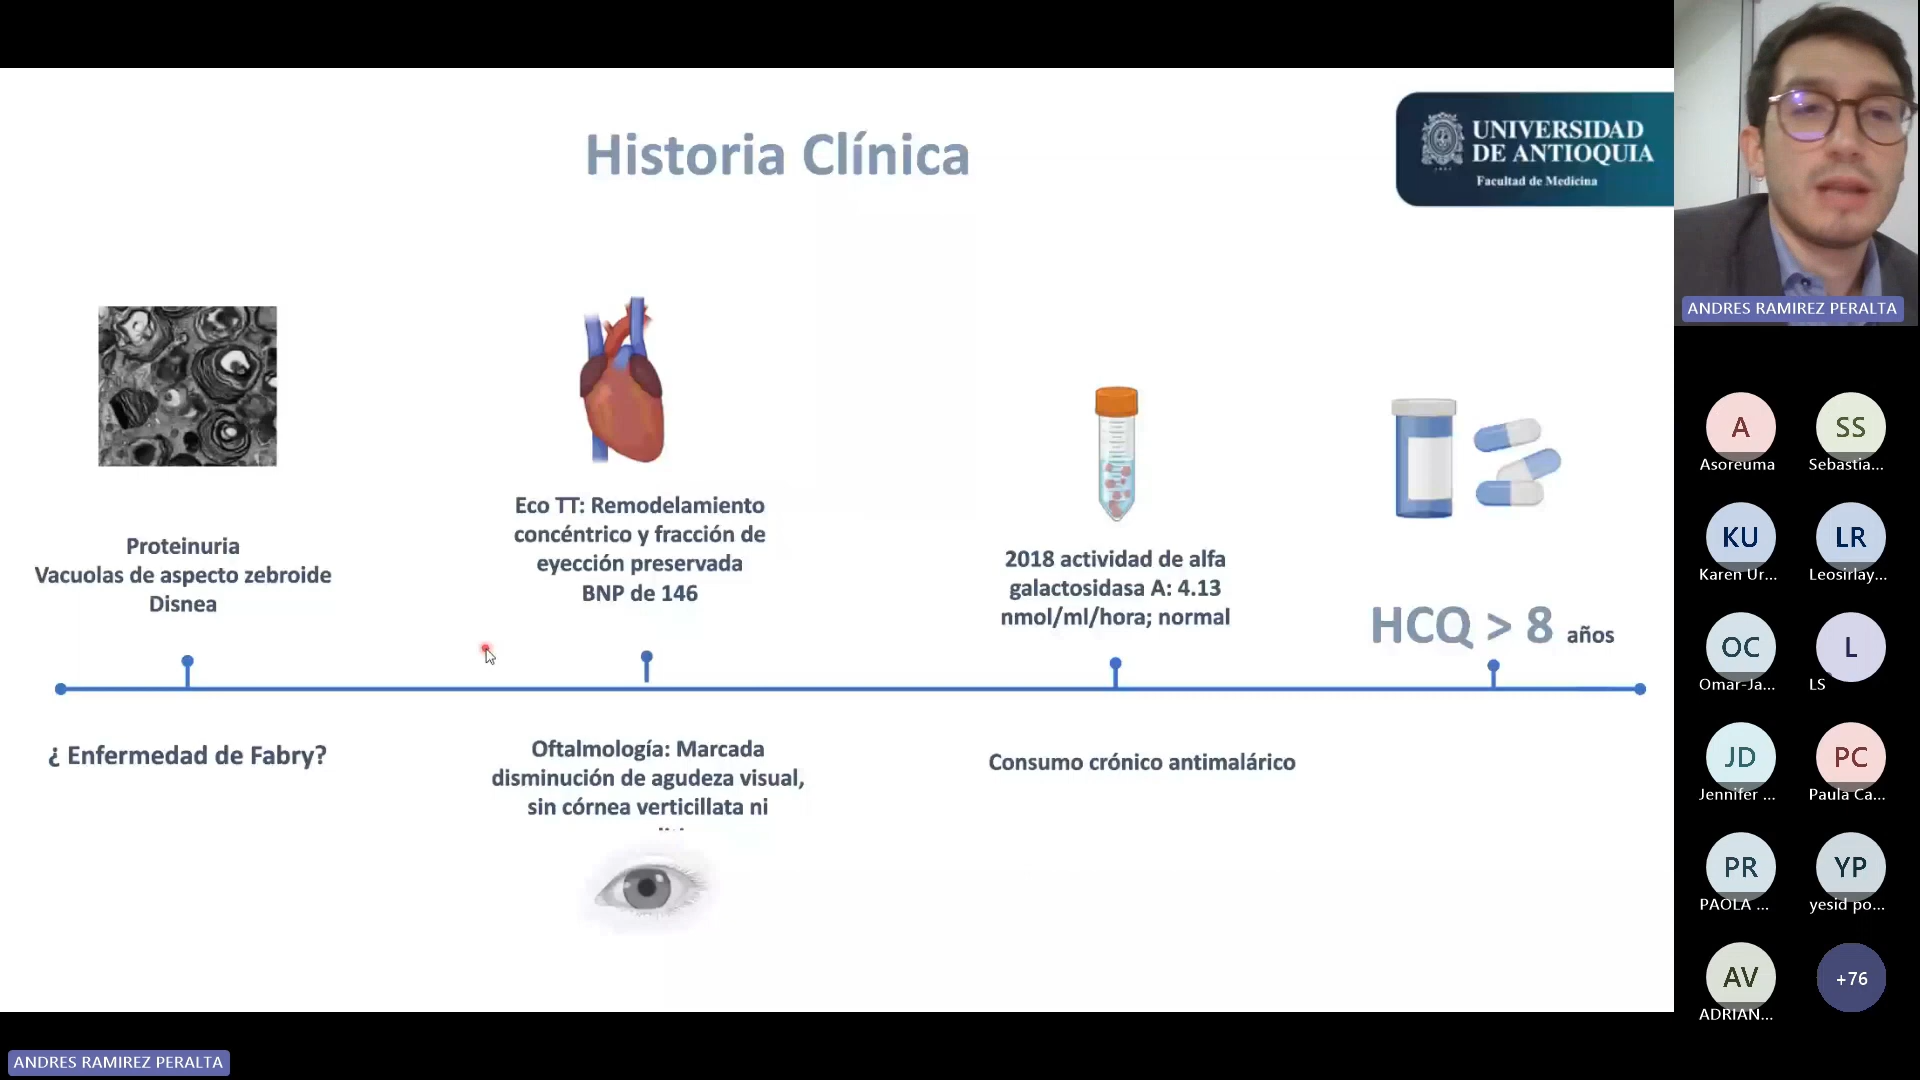 Historia Clínica
UNIVERSIDAD
DE ANTIOQUIA
Facultad de Medicina
Proteinuria
Vacuolas de aspecto zebroide
Disnea
Eco TT: Remodelamiento
concéntrico y fracción de
eyección preservada
BNP de 146
2018 actividad de alfa
galactosidasa A: 4.13
nmol/ml/hora; normal
HCQ > 8 años
¿ Enfermedad de Fabry?
Oftalmología: Marcada
disminución de agudeza visual,
sin córnea verticillata ni
Consumo crónico antimalárico
ANDRES RAMIREZ PERALTA
A
Asoreuma
SS
Sebastia...
KU
Karen Ur...
LR
Leosirlay...
OC
Omar-Ja...
L
LS
JD
Jennifer ...
PC
Paula Ca...
PR
PAOLA ...
YP
yesid po...
AV
ADRIAN...
+76
ANDRES RAMIREZ PERALTA